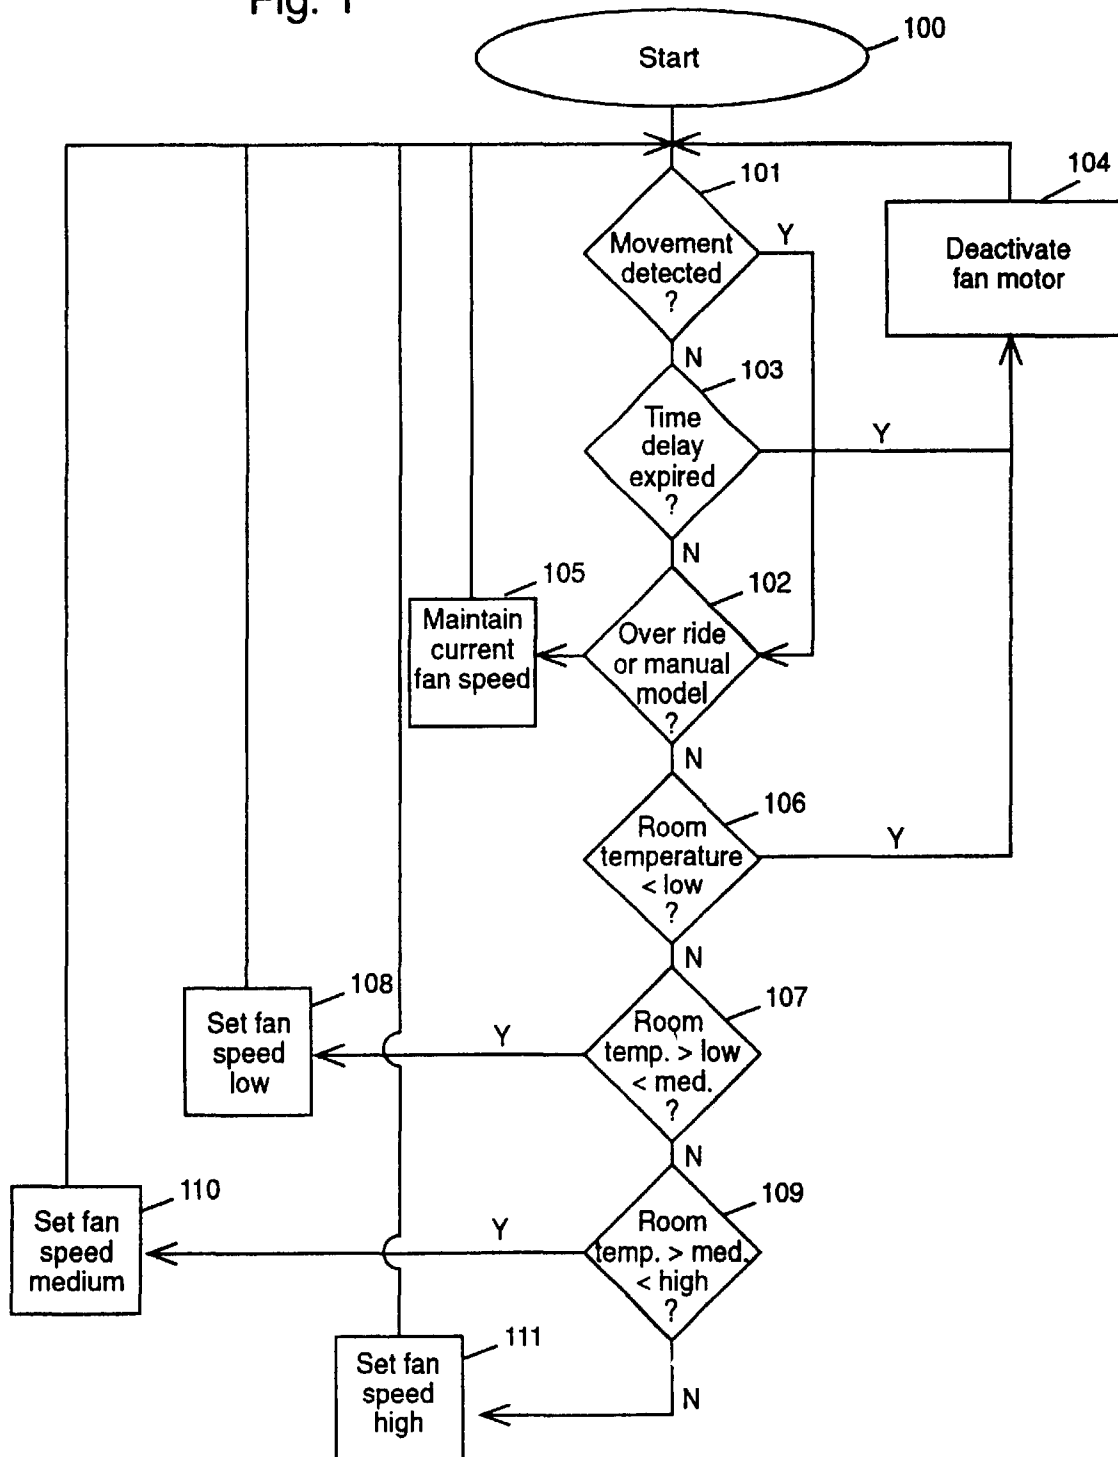 Fig. 1
Start
100
101
Movement
detected
?
Y
104
Deactivate
fan motor
N
103
Time
delay
expired
?
Y
N
102
105
Maintain
current
fan speed
Over ride
or manual
model
?
N
106
Room
temperature
< low
?
Y
N
107
108
Set fan
speed
low
Y
Room
temp. > low
< med.
?
N
109
110
Set fan
speed
medium
Y
Room
temp. > med.
< high
?
111
Set fan
speed
high
N